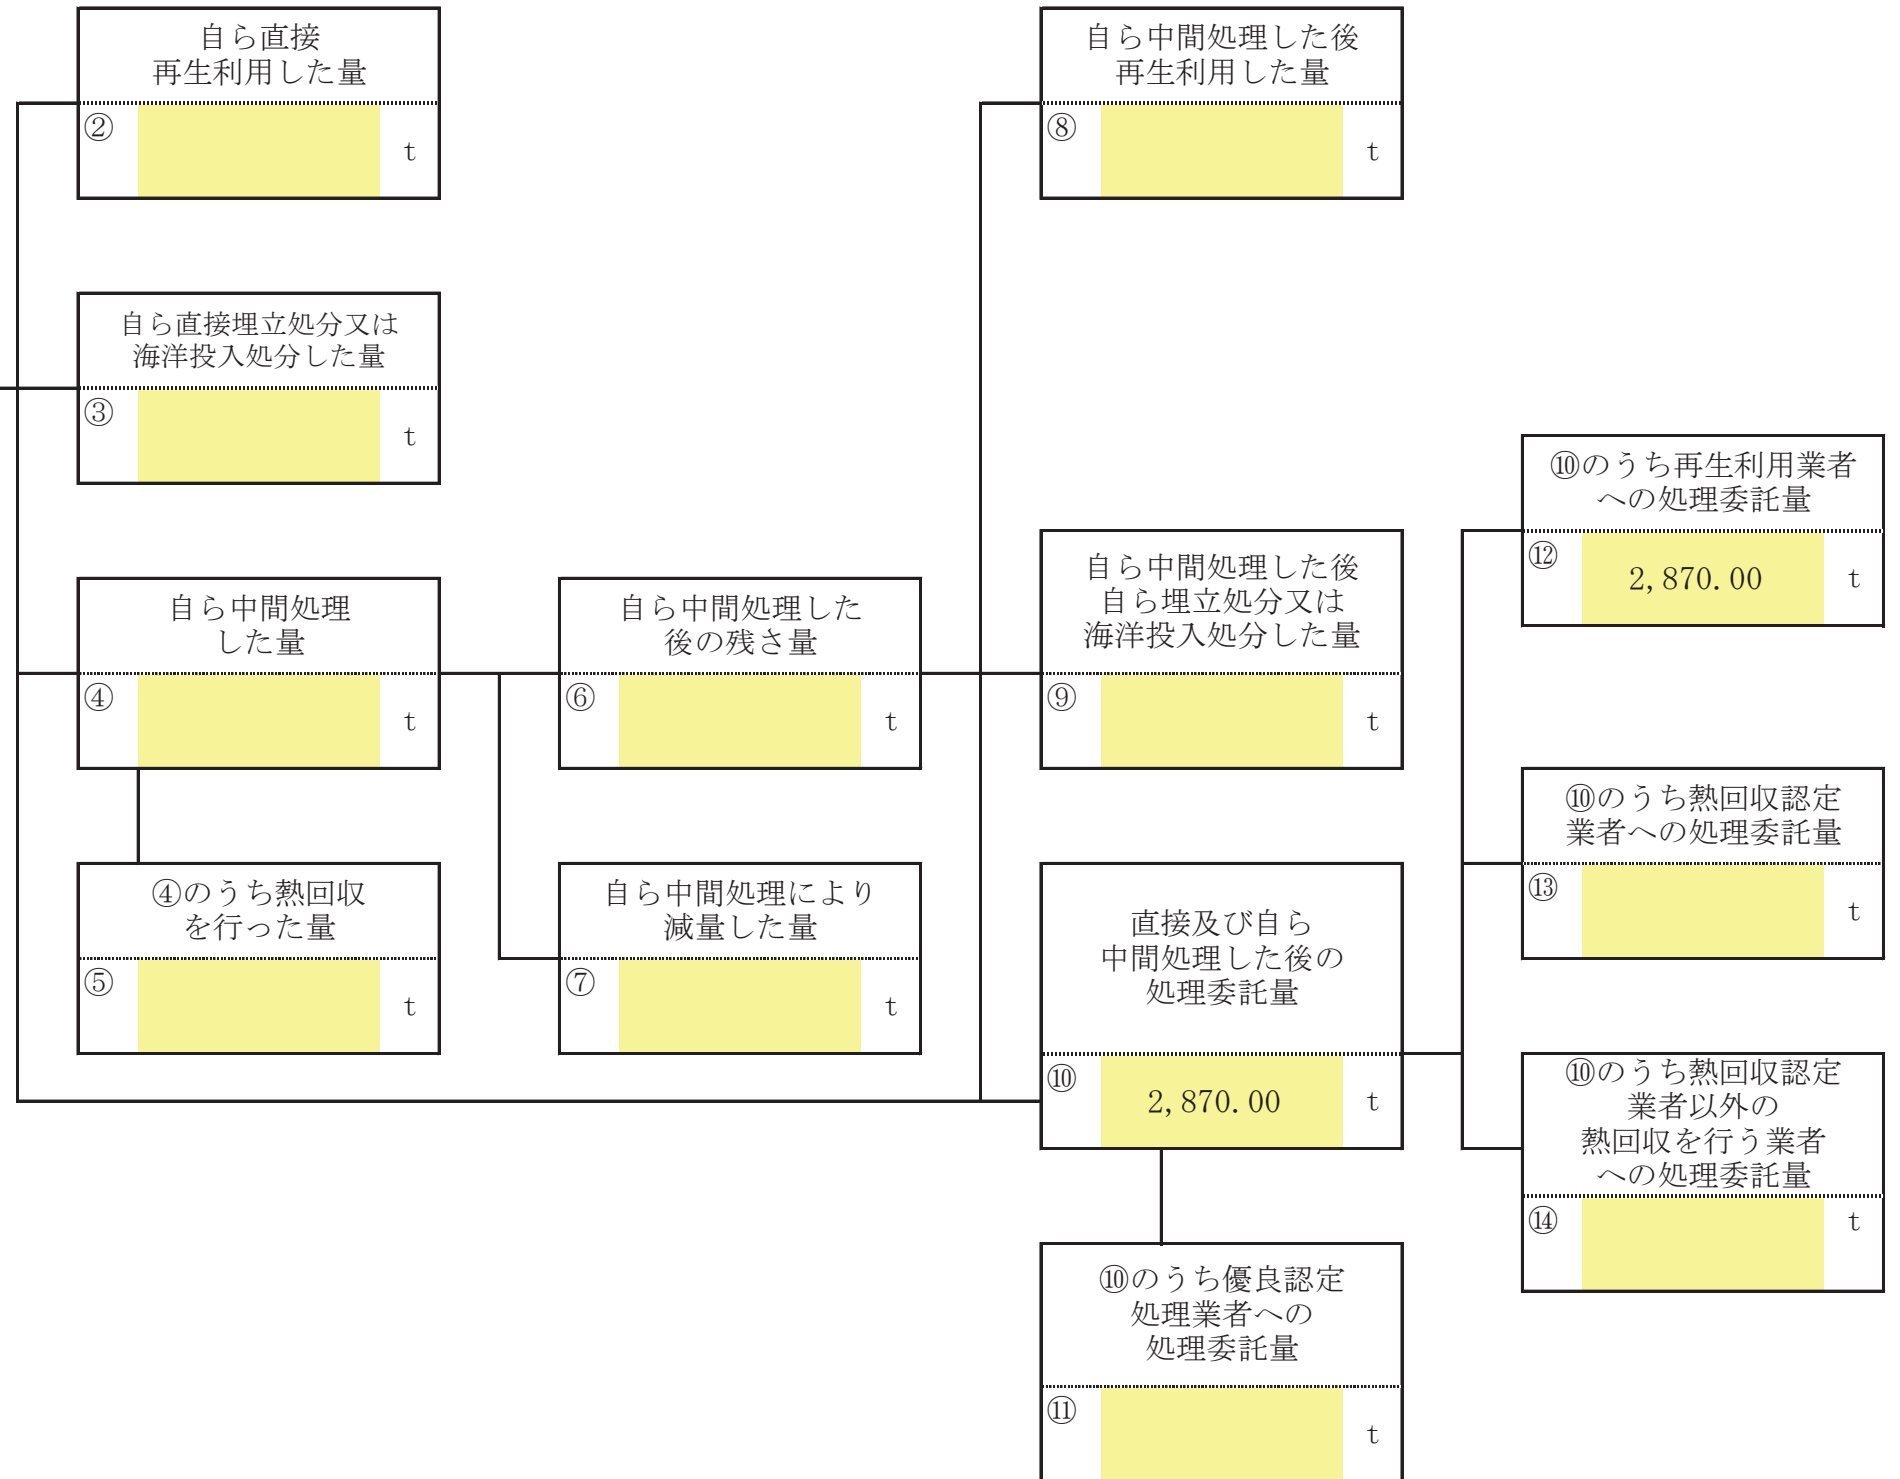 自ら直接
再生利用した量
②
t
自ら中間処理した後
再生利用した量
⑧
t
自ら直接埋立処分又は
海洋投入処分した量
③
t
⑩のうち再生利用業者
への処理委託量
⑫
2,870.00
t
自ら中間処理
した量
④
t
自ら中間処理した
後の残さ量
⑥
t
自ら中間処理した後
自ら埋立処分又は
海洋投入処分した量
⑨
t
⑩のうち熱回収認定
業者への処理委託量
⑬
t
④のうち熱回収
を行った量
⑤
t
自ら中間処理により
減量した量
⑦
t
直接及び自ら
中間処理した後の
処理委託量
⑩
2,870.00
t
⑩のうち熱回収認定
業者以外の
熱回収を行う業者
への処理委託量
⑭
t
⑩のうち優良認定
処理業者への
処理委託量
⑪
t